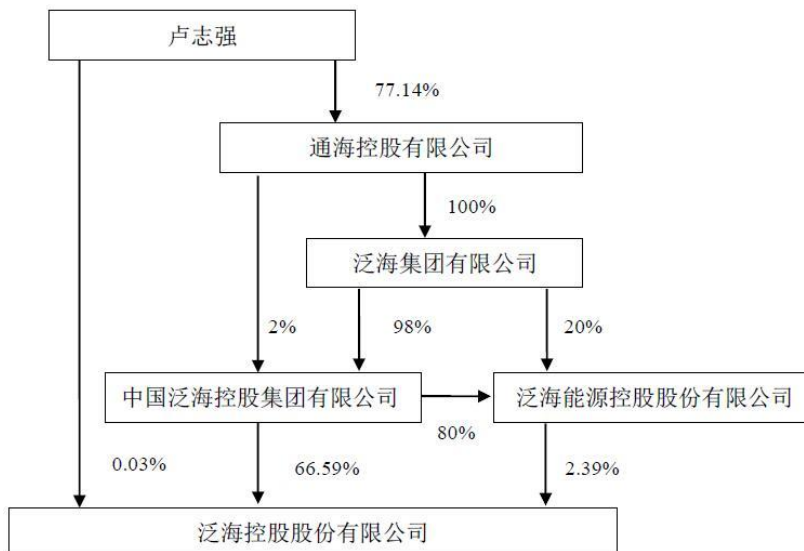 卢志强
77.14%
通海控股有限公司
100%
泛海集团有限公司
2%
98%
20%
中国泛海控股集团有限公司
泛海能源控股股份有限公司
80%
0.03%
66.59%
2.39%
泛海控股股份有限公司